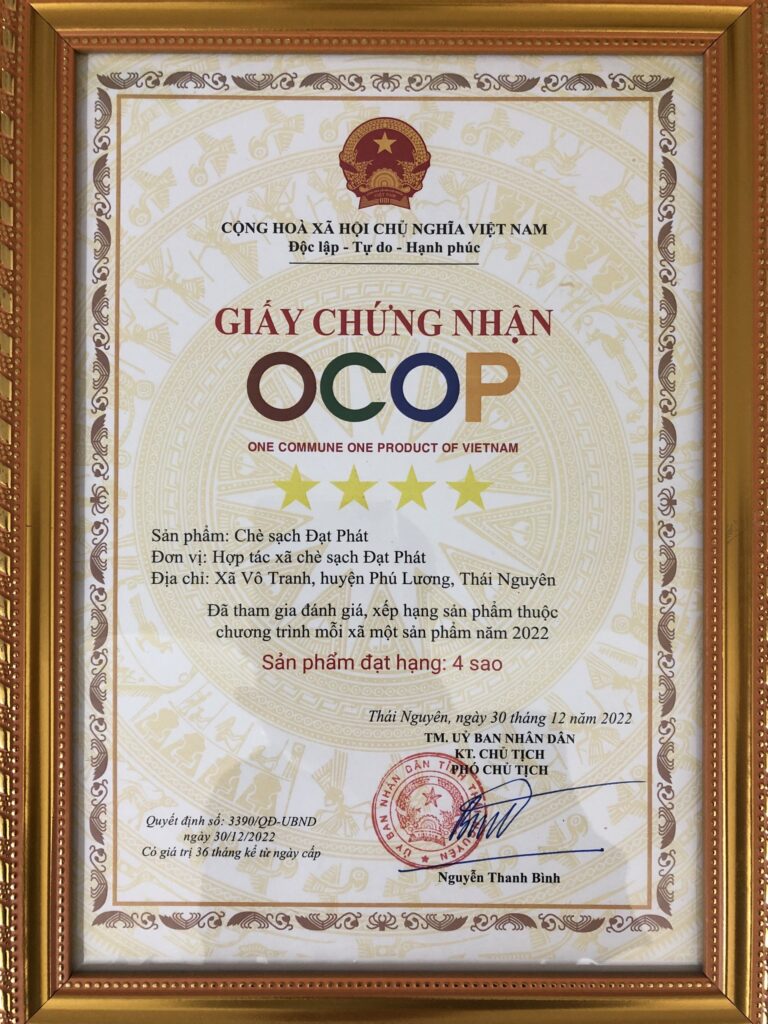 CỘNG HOÀ XÃ HỘI CHỦ NGHĨA VIỆT NAM
Độc lập - Tự do - Hạnh phúc
GIẤY CHỨNG NHẬN
OCOP
ONE COMMUNE ONE PRODUCT OF VIETNAM
Sản phẩm: Chè sạch Đạt Phát
Đơn vị: Hợp tác xã chè sạch Đạt Phát
Địa chỉ: Xã Vô Tranh, huyện Phú Lương, Thái Nguyên
Đã tham gia đánh giá, xếp hạng sản phẩm thuộc
chương trình mỗi xã một sản phẩm năm 2022
Sản phẩm đạt hạng: 4 sao
Thái Nguyên, ngày 30 tháng 12 năm 2022
TM. UỶ BAN NHÂN DÂN
KT. CHỦ TỊCH
PHÓ CHỦ TỊCH
ỦY BAN NHÂN DÂN TỈNH
NGUYÊN
Quyết định số: 3390/QĐ-UBND
ngày 30/12/2022
Có giá trị 36 tháng kể từ ngày cấp
Nguyễn Thanh Bình